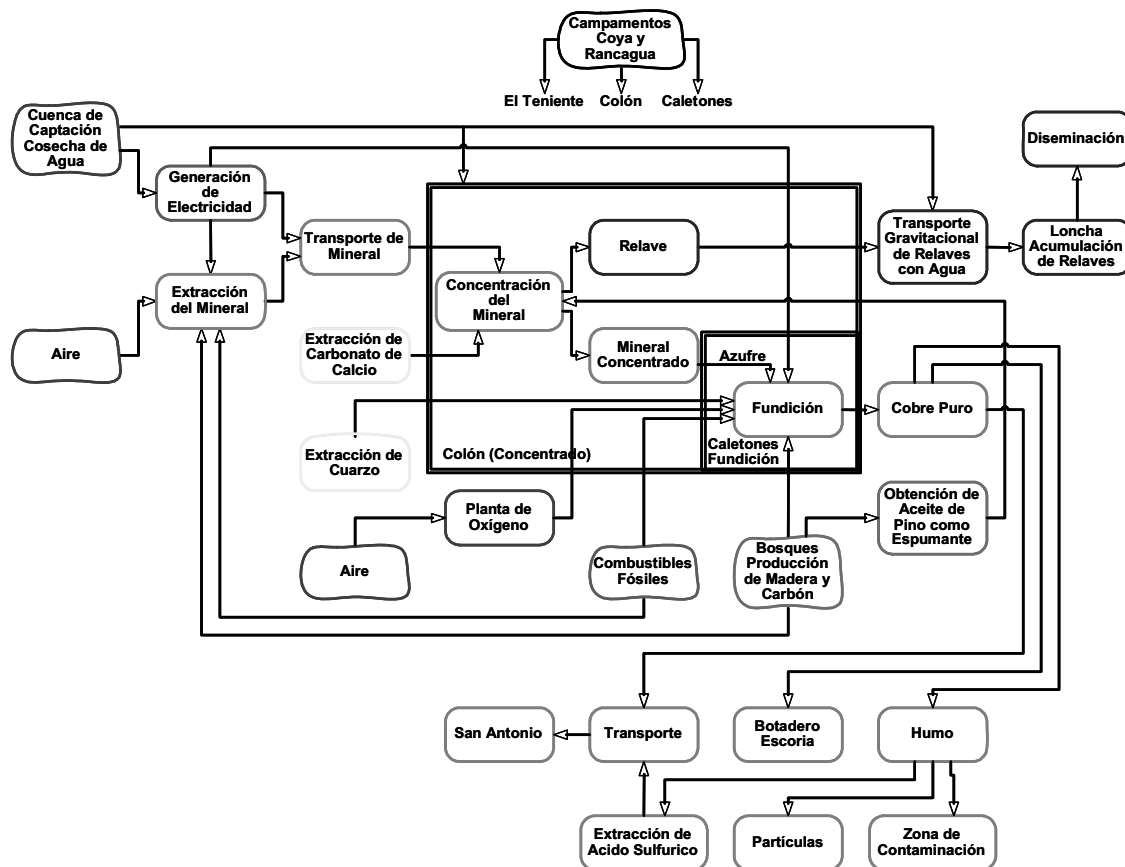 Campamentos
Coya y
Rancagua
El Teniente
Colón
Caletones
Cuenca de
Captación
Cosecha de
Agua
Diseminación
Generación
de
Electricidad
Transporte de
Mineral
Relave
Transporte
Gravitacional
de Relaves
con Agua
Loncha
Acumulación
de Relaves
Extracción
del Mineral
Concentración
del
Mineral
Aire
Extracción de
Carbonato de
Calcio
Mineral
Concentrado
Azufre
Fundición
Cobre Puro
Extracción de
Cuarzo
Colón (Concentrado)
Caletones
Fundición
Planta de
Oxígeno
Obtención de
Aceite de
Pino como
Espumante
Aire
Combustibles
Fósiles
Bosques
Producción
de Madera y
Carbón
San Antonio
Transporte
Botadero
Escoria
Humo
Extracción de
Acido Sulfurico
Partículas
Zona de
Contaminación